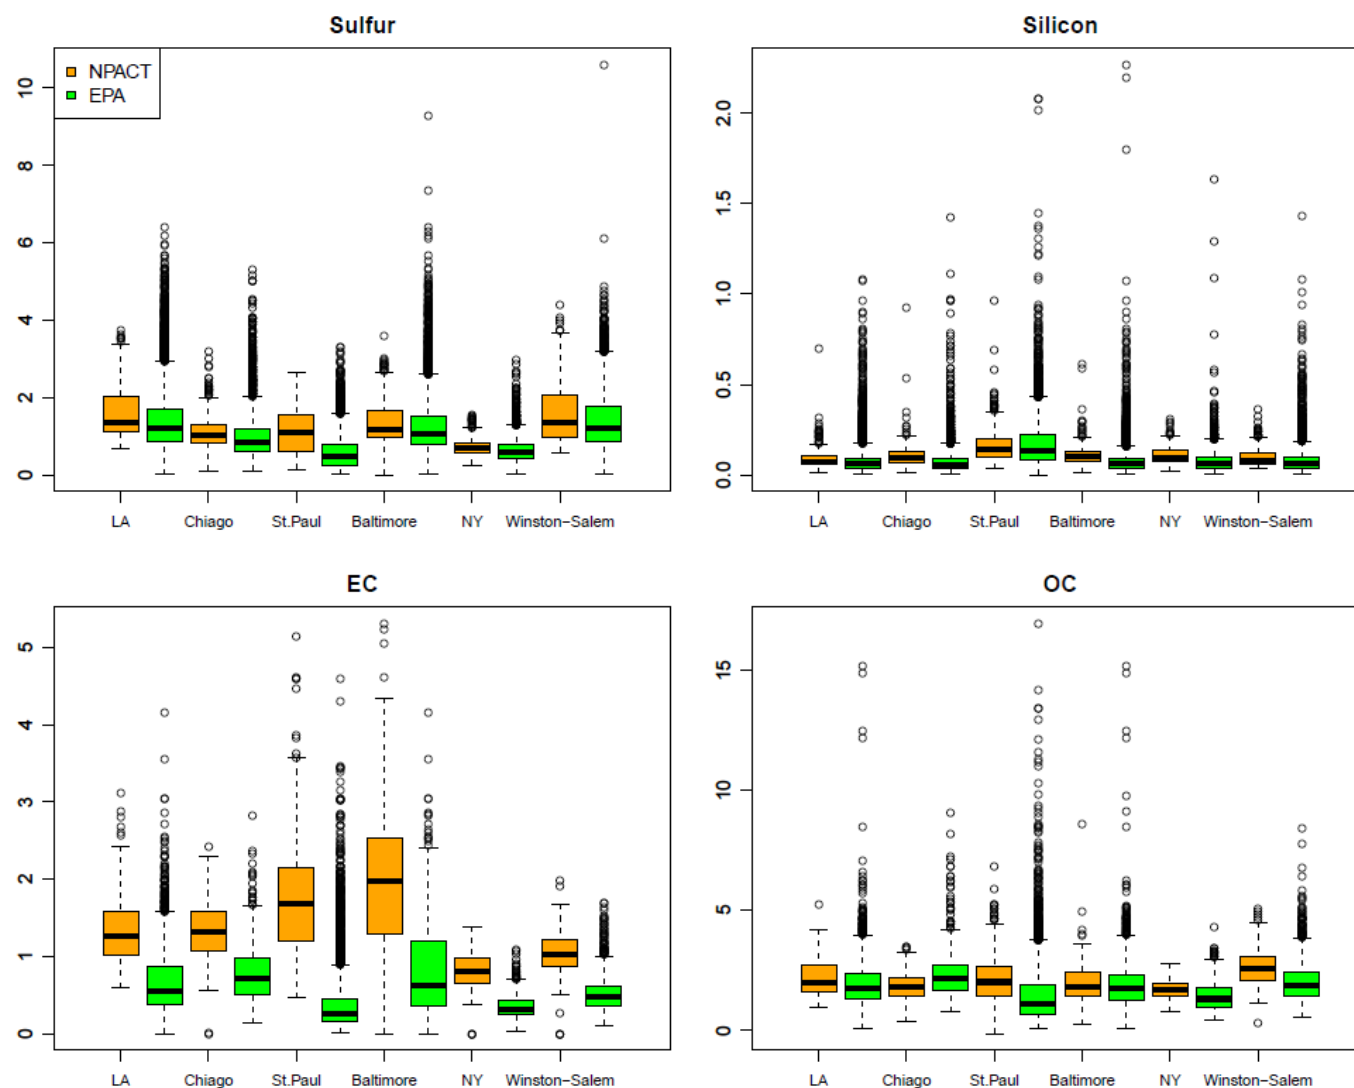 Sulfur
NPACT
EPA
10
8
6
4
2
0
LA Chiago St.Paul Baltimore NY Winston-Salem
Silicon
2.0
1.5
1.0
0.5
0.0
LA Chiago St.Paul Baltimore NY Winston-Salem
EC
5
4
3
2
1
0
LA Chiago St.Paul Baltimore NY Winston-Salem
OC
15
10
5
0
LA Chiago St.Paul Baltimore NY Winston-Salem